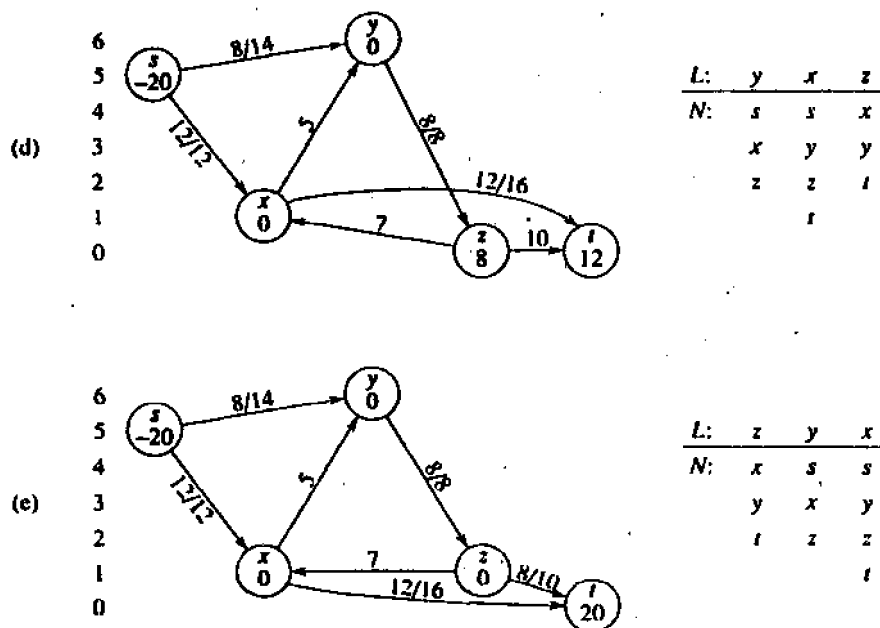 (d)
6
5
4
3
2
1
0
s
−20
8/14
y
0
12/12
5
8/8
x
0
12/16
7
z
8
10
t
12
L: y x z
N: s s x
x y y
z z t
t
(e)
6
5
4
3
2
1
0
s
−20
8/14
y
0
12/12
5
8/8
x
0
7
12/16
z
0
8/10
t
20
L: z y x
N: x s s
y x y
t z z
t